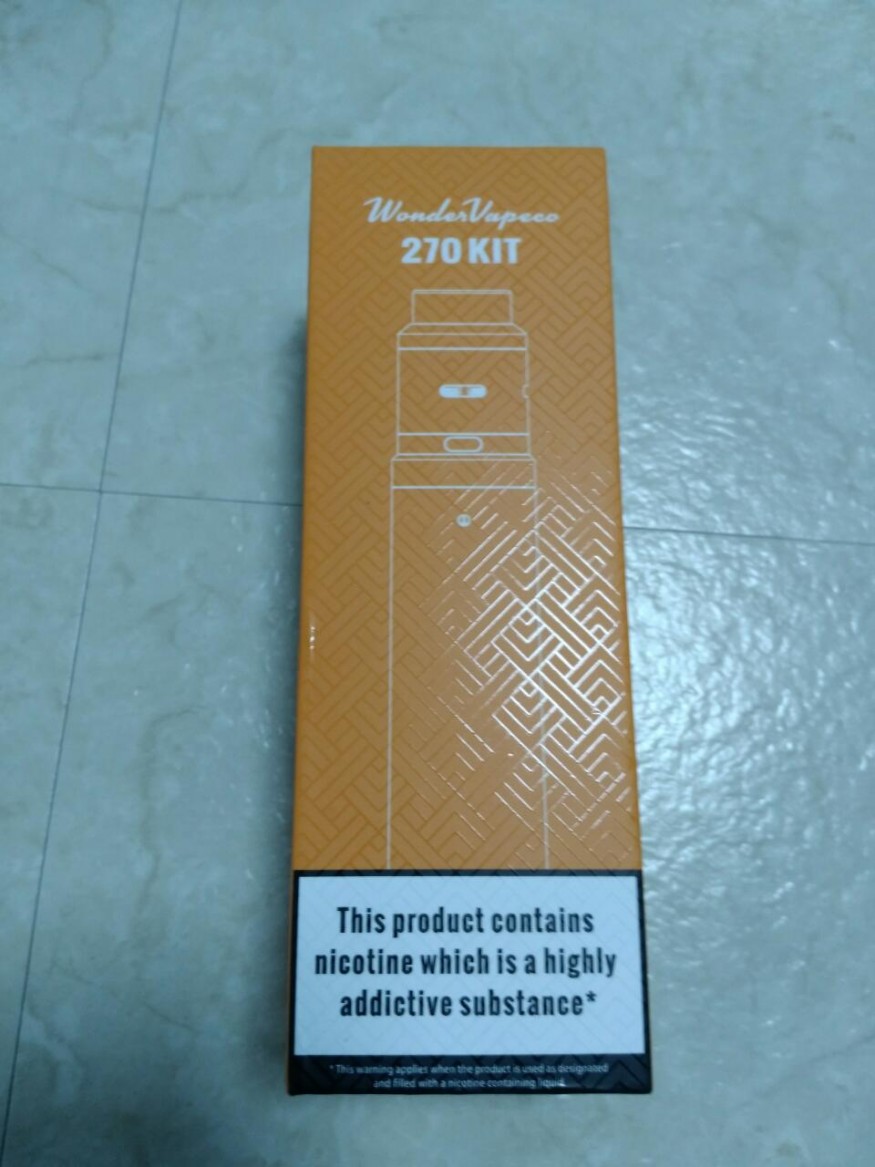 WonderVapeco
270 KIT
This product contains
nicotine which is a highly
addictive substance*
*This warning applies when the product is used as designated
and filled with a nicotine containing liquid